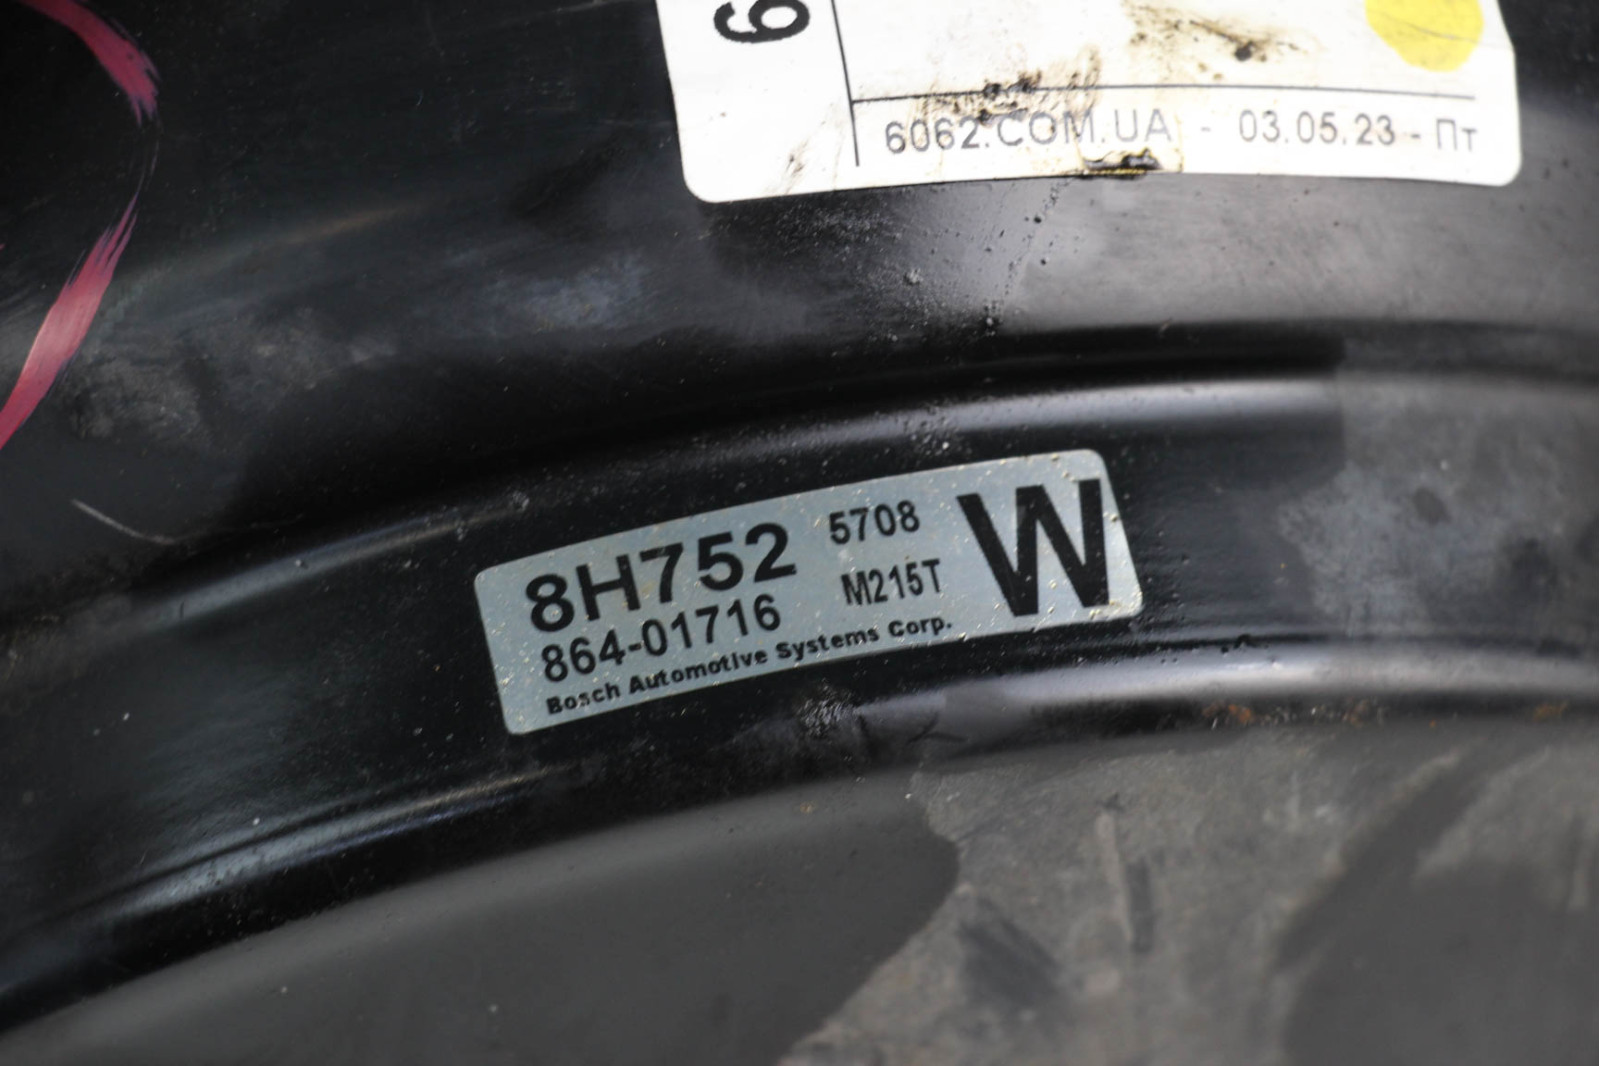 6
6062.COM.UA - 03.05.23 - Пт
8H752 5708 W
864-01716 M215T
Bosch Automotive Systems Corp.